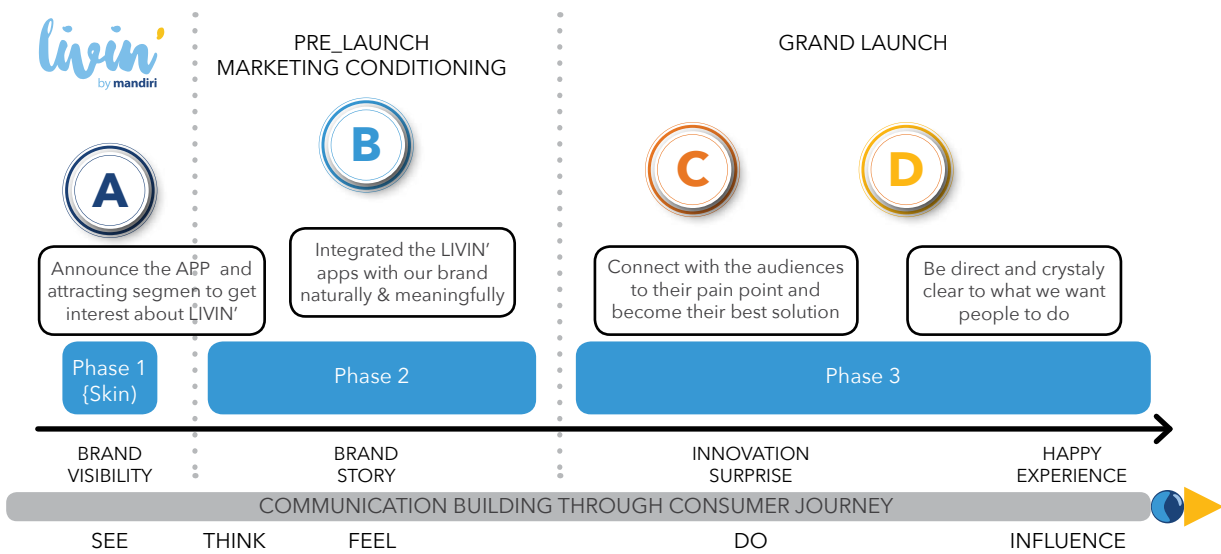 livin'
by mandiri
PRE_LAUNCH
MARKETING CONDITIONING
GRAND LAUNCH
A
B
C
D
Announce the APP and
attracting segmen to get
interest about LIVIN'
Integrated the LIVIN'
apps with our brand
naturally & meaningfully
Connect with the audiences
to their pain point and
become their best solution
Be direct and crystaly
clear to what we want
people to do
Phase 1
{Skin)
Phase 2
Phase 3
BRAND
VISIBILITY
BRAND
STORY
INNOVATION
SURPRISE
HAPPY
EXPERIENCE
COMMUNICATION BUILDING THROUGH CONSUMER JOURNEY
SEE THINK FEEL DO INFLUENCE